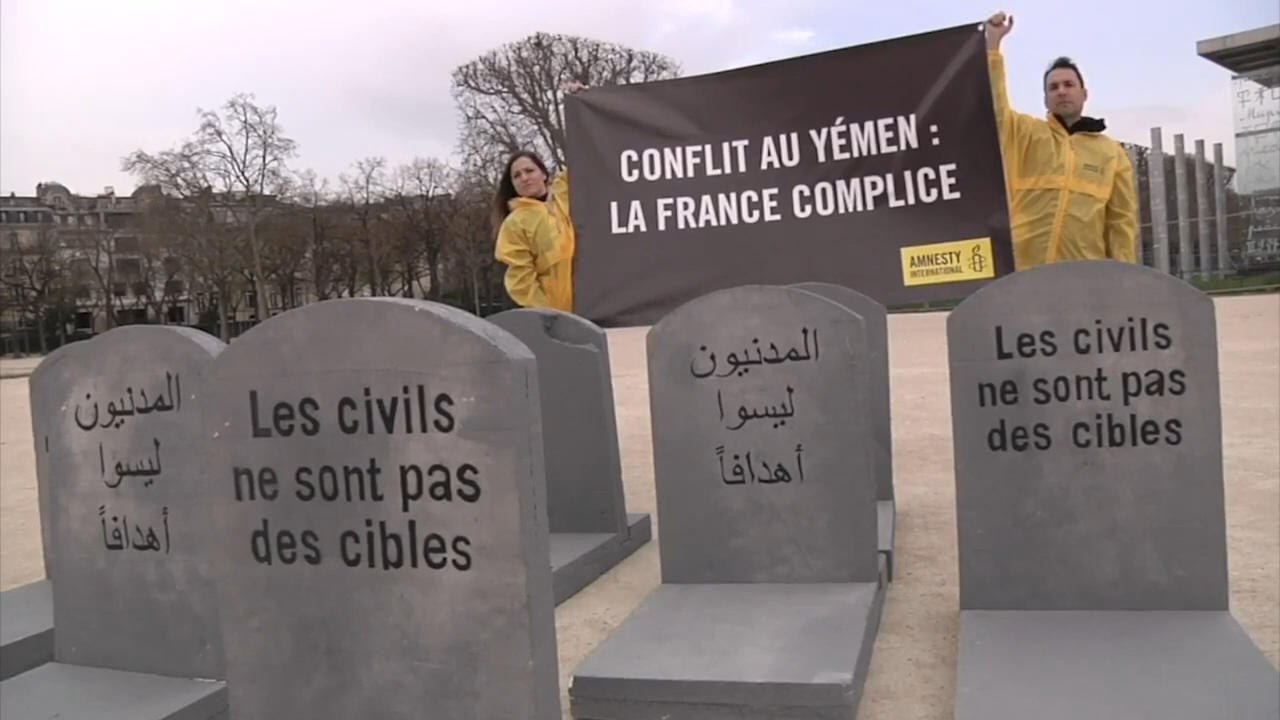 CONFLIT AU YÉMEN :
LA FRANCE COMPLICE
AMNESTY
INTERNATIONAL
المدنيون
ليسوا
أهدافاً
Les civils
ne sont pas
des cibles
المدنيون
ليسوا
أهدافاً
Les civils
ne sont pas
des cibles